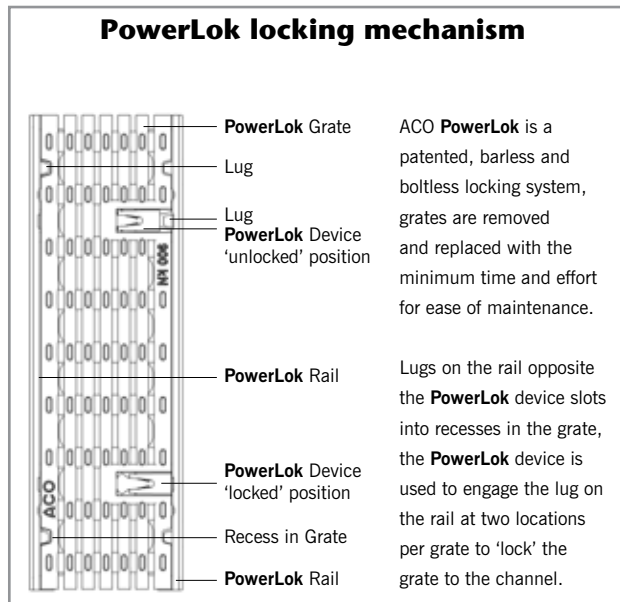 PowerLok locking mechanism
PowerLok Grate
Lug
Lug
PowerLok Device
'unlocked' position
PowerLok Rail
PowerLok Device
'locked' position
Recess in Grate
PowerLok Rail
900 KN
ACO
ACO PowerLok is a
patented, barless and
boltless locking system,
grates are removed
and replaced with the
minimum time and effort
for ease of maintenance.
Lugs on the rail opposite
the PowerLok device slots
into recesses in the grate,
the PowerLok device is
used to engage the lug on
the rail at two locations
per grate to 'lock' the
grate to the channel.